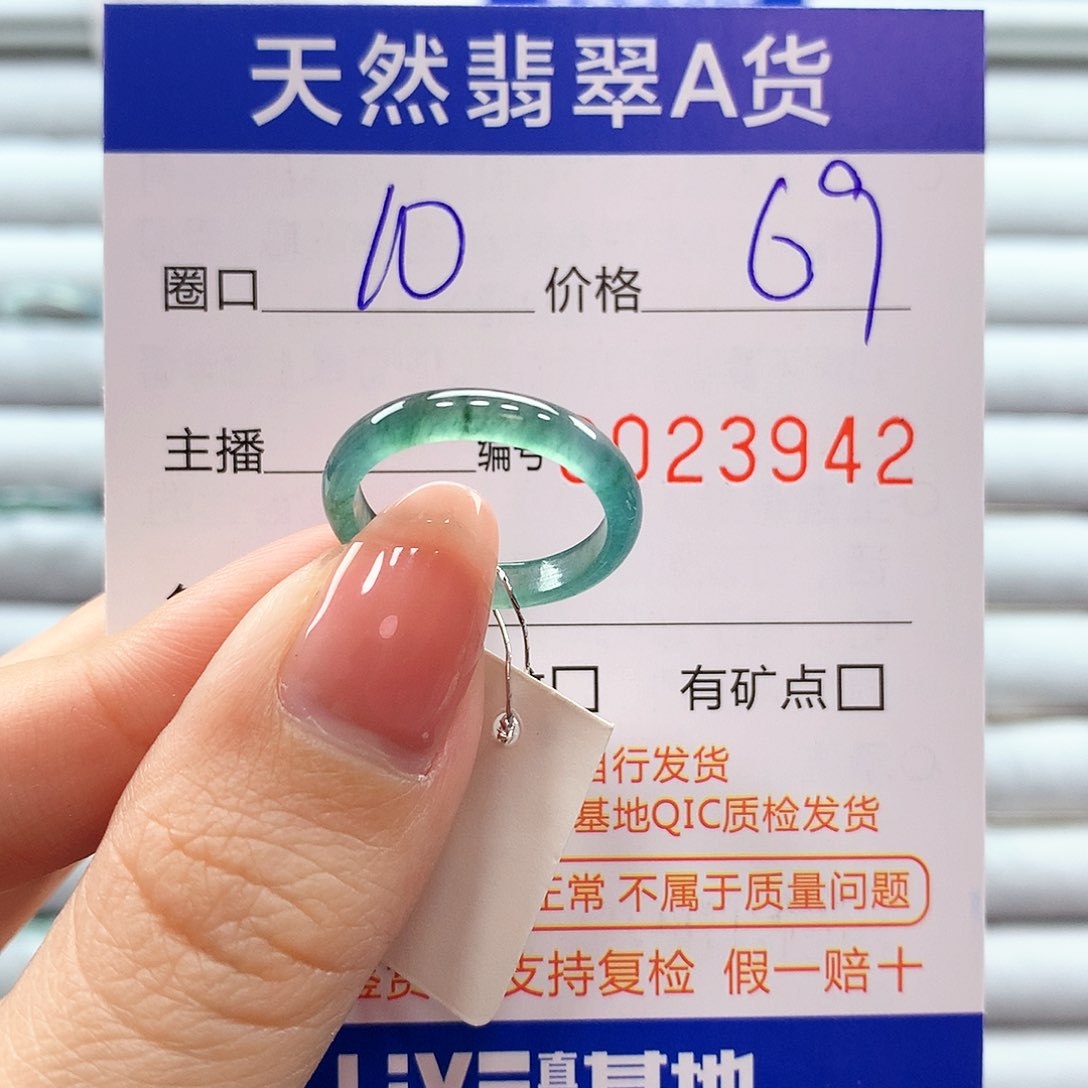 天然翡翠A货
圈口 10 价格 69
主播 编号 023942
有矿点□
自行发货
基地QIC质检发货
正常 不属于质量问题
支持复检 假一赔十
基地